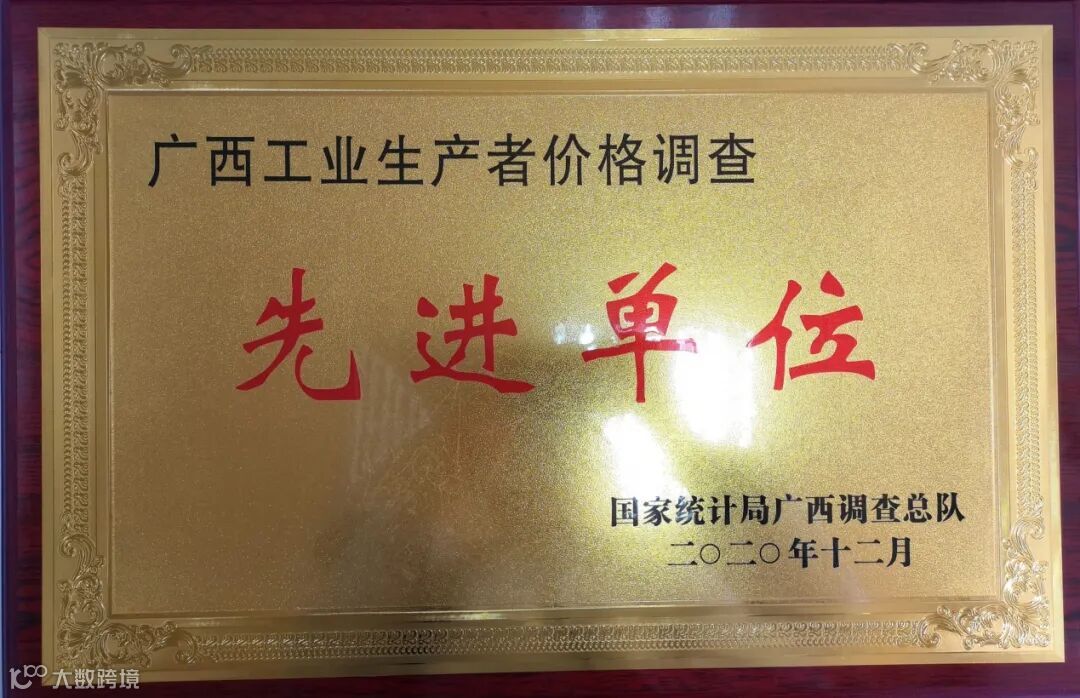 广西工业生产者价格调查
先进单位
国家统计局广西调查总队
二〇二〇年十二月
大数跨境